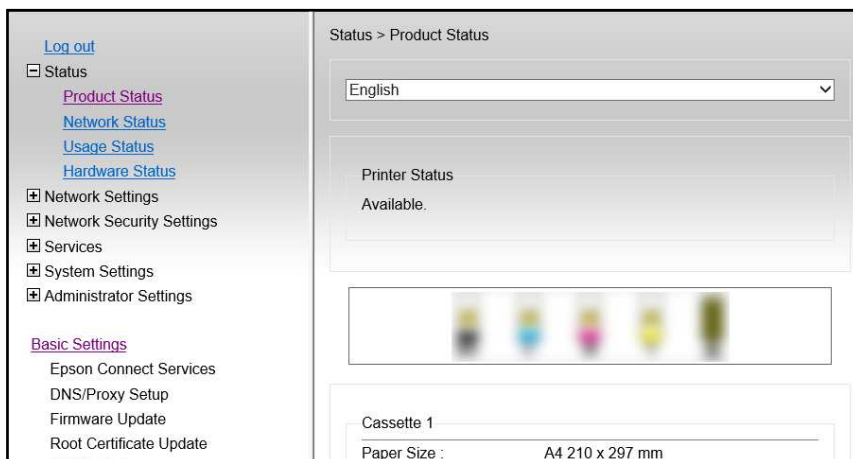 Log out
Status
Product Status
Network Status
Usage Status
Hardware Status
Network Settings
Network Security Settings
Services
System Settings
Administrator Settings
Basic Settings
Epson Connect Services
DNS/Proxy Setup
Firmware Update
Root Certificate Update
Status > Product Status
English
Printer Status
Available.
Cassette 1
Paper Size : A4 210 x 297 mm